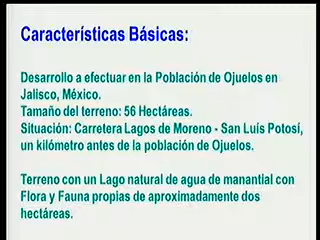 Características Básicas:
Desarrollo a efectuar en la Población de Ojuelos en
Jalisco, México.
Tamaño del terreno: 56 Hectáreas.
Situación: Carretera Lagos de Moreno - San Luís Potosí,
un kilómetro antes de la población de Ojuelos.
Terreno con un Lago natural de agua de manantial con
Flora y Fauna propias de aproximadamente dos
hectáreas.